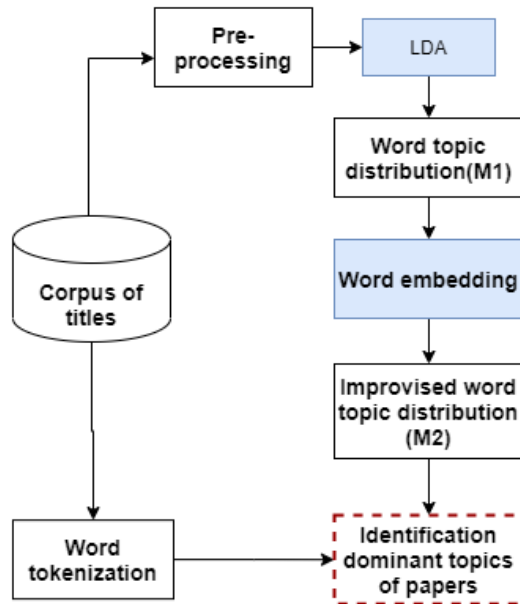 Pre-
processing
LDA
Word topic
distribution(M1)
Word embedding
Corpus of
titles
Improvised word
topic distribution
(M2)
Word
tokenization
Identification
dominant topics
of papers